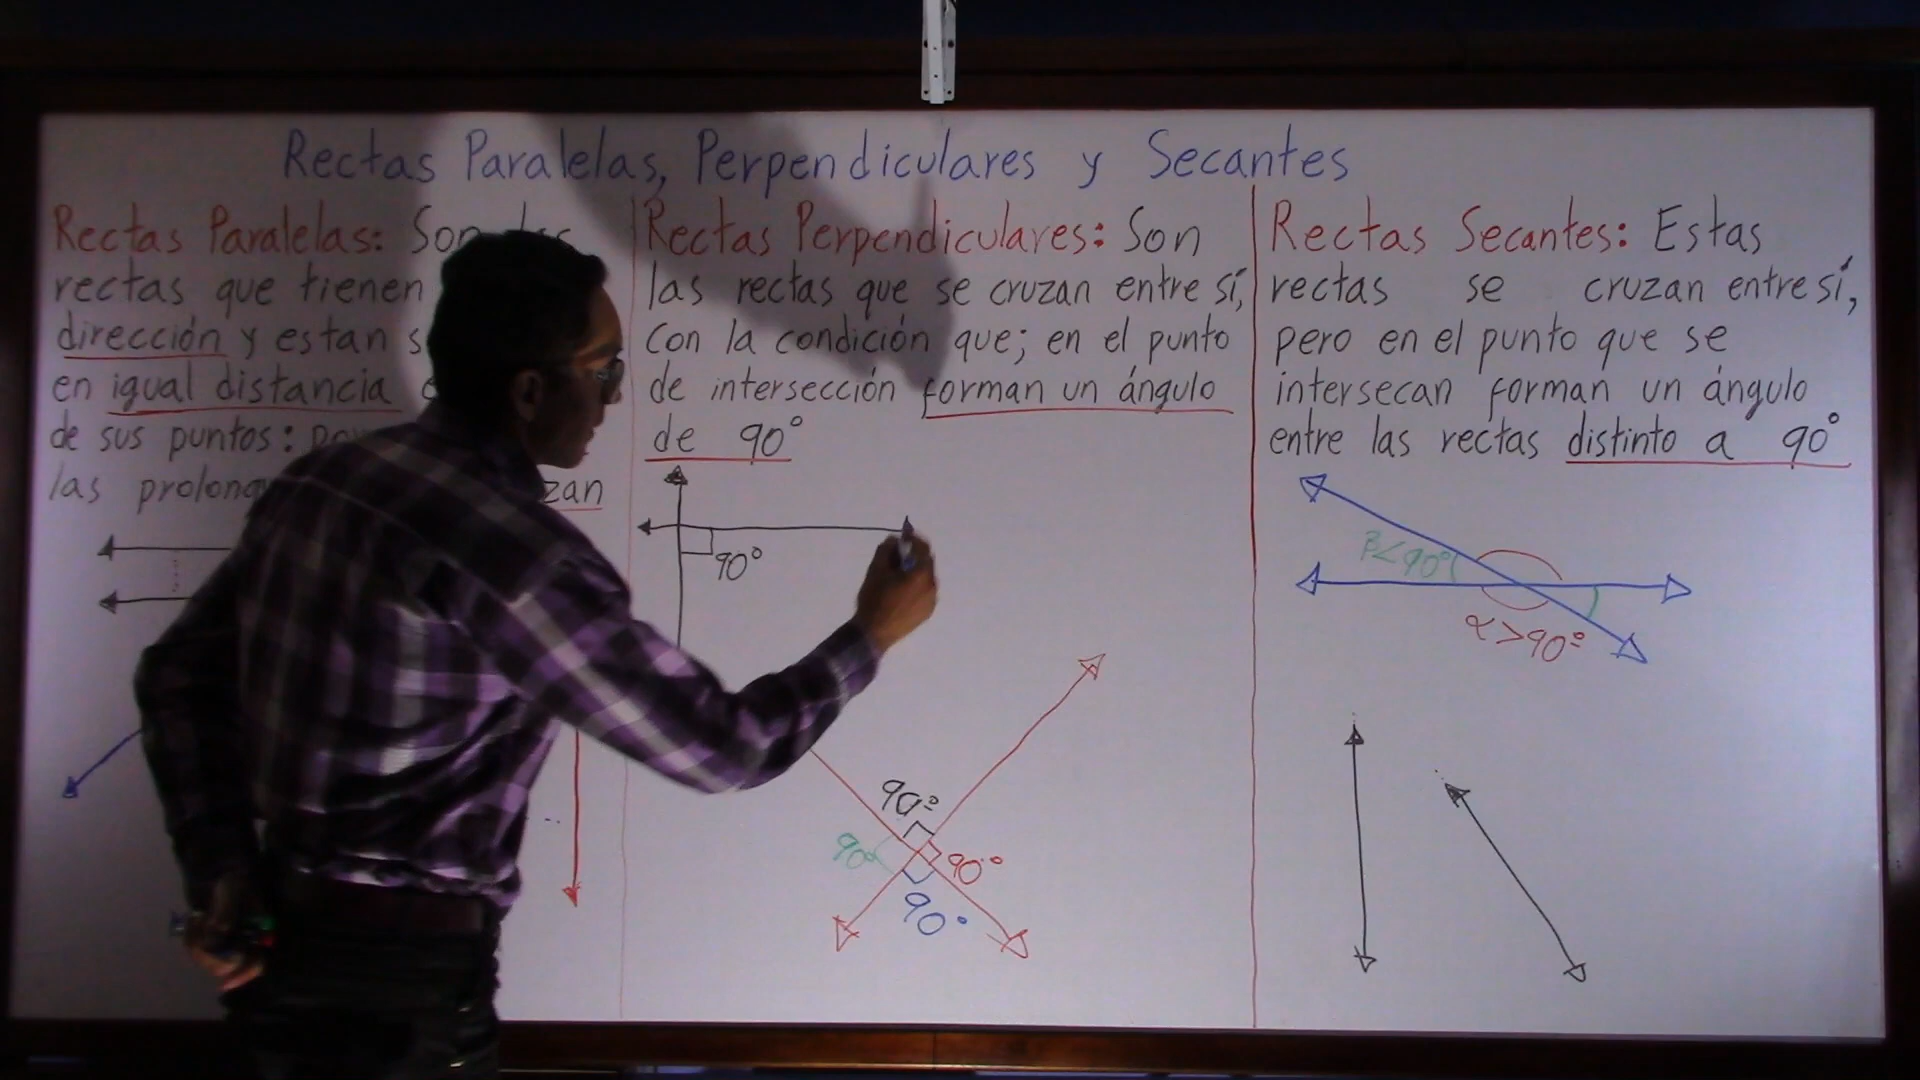 Rectas Paralelas, Perpendiculares y Secantes
Rectas Paralelas: Son
rectas que tienen
dirección y estan
en igual distancia
de sus puntos:
las
Rectas Perpendiculares: Son
las rectas que se cruzan entre sí,
con la condición que; en el punto
de intersección forman un ángulo
de 90°
90°
90°
90°
90°
90°
Rectas Secantes: Estas
rectas se cruzan entre sí,
pero en el punto que se
intersecan forman un ángulo
entre las rectas distinto a 90°
β<90°
α>90°